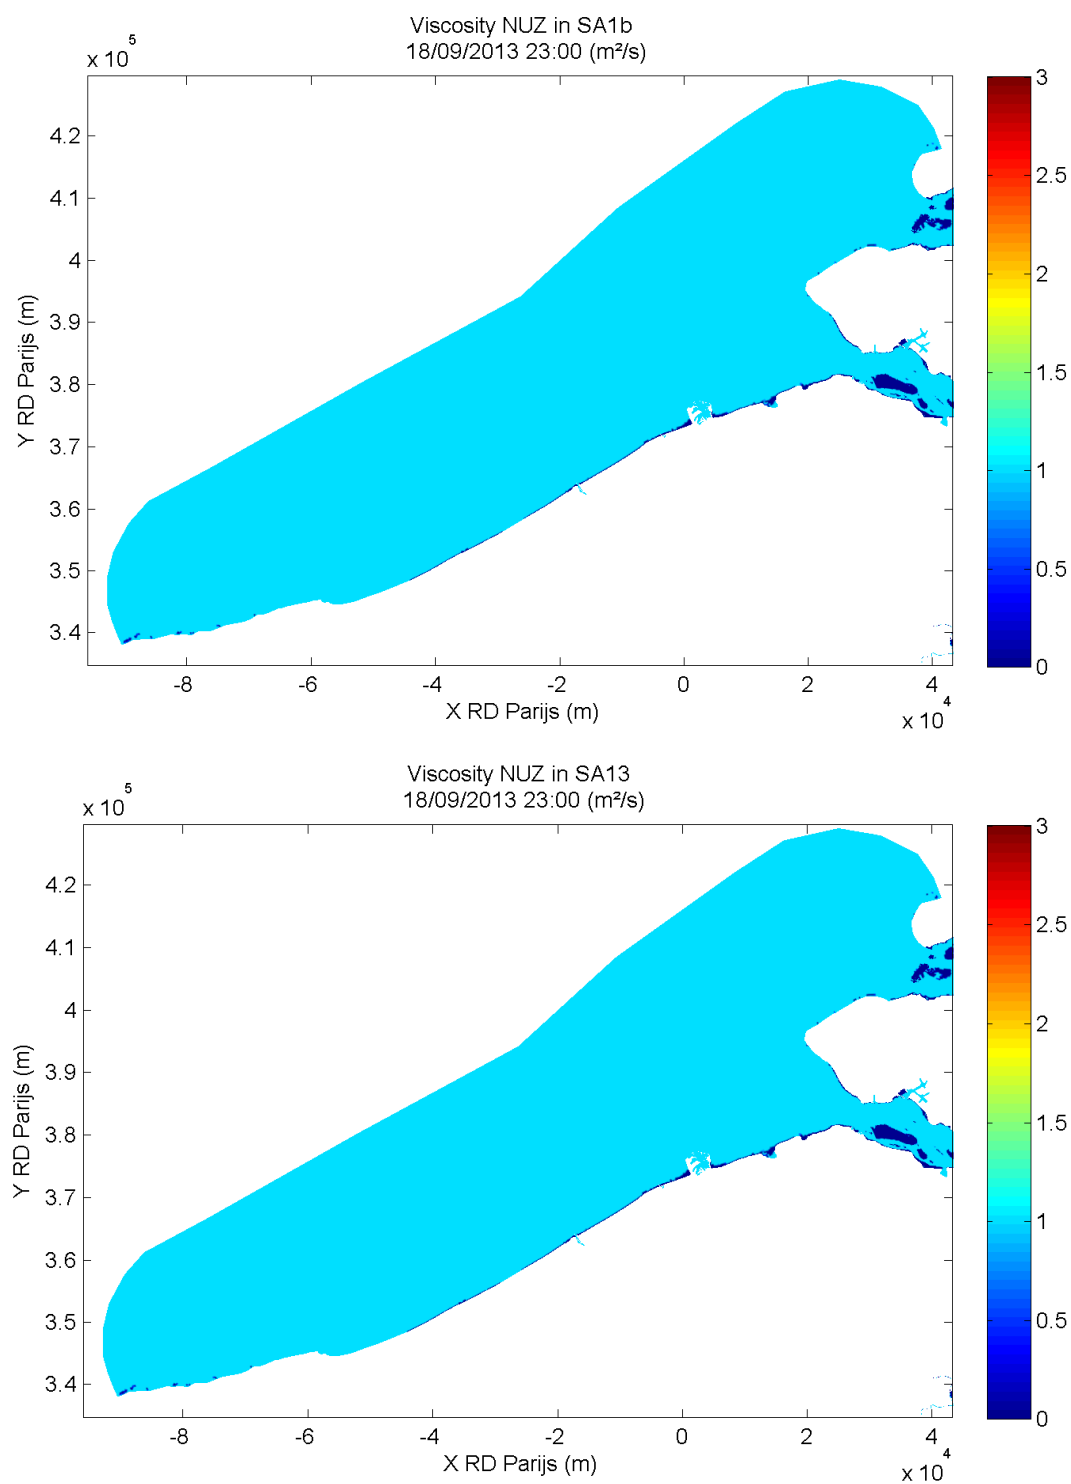 Viscosity NUZ in SA1b
18/09/2013 23:00 (m²/s)
x 10 5
4.2
4.1
4
3.9
3.8
3.7
3.6
3.5
3.4
Y RD Parijs (m)
-8 -6 -4 -2 0 2 4
X RD Parijs (m)
x 10 4
3
2.5
2
1.5
1
0.5
0
Viscosity NUZ in SA13
18/09/2013 23:00 (m²/s)
x 10 5
4.2
4.1
4
3.9
3.8
3.7
3.6
3.5
3.4
Y RD Parijs (m)
-8 -6 -4 -2 0 2 4
X RD Parijs (m)
x 10 4
3
2.5
2
1.5
1
0.5
0